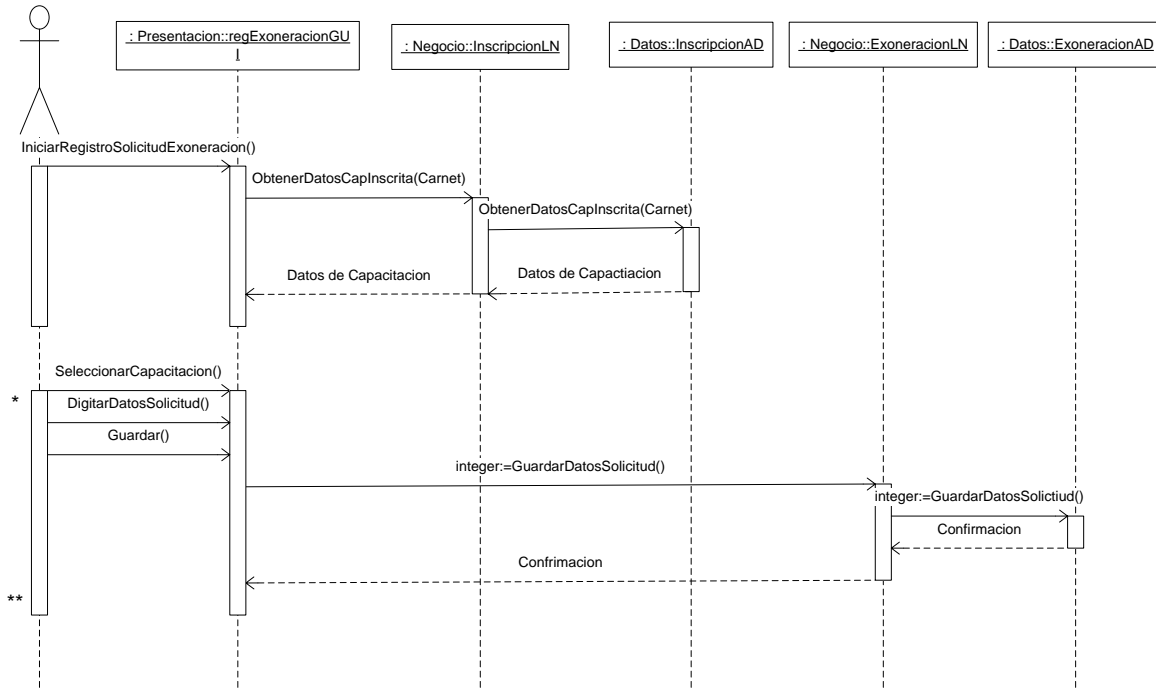 : Presentacion::regExoneracionGU
I
: Negocio::InscripcionLN
: Datos::InscripcionAD
: Negocio::ExoneracionLN
: Datos::ExoneracionAD
IniciarRegistroSolicitudExoneracion()
ObtenerDatosCapInscrita(Carnet)
ObtenerDatosCapInscrita(Carnet)
Datos de Capacitacion
Datos de Capactiacion
SeleccionarCapacitacion()
*
DigitarDatosSolicitud()
Guardar()
integer:=GuardarDatosSolicitud()
integer:=GuardarDatosSolictiud()
Confirmacion
Confrimacion
**